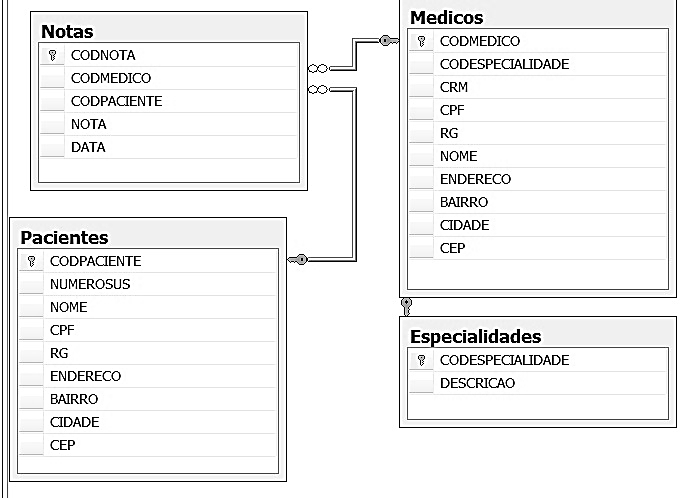 Notas
CODNOTA
CODMEDICO
CODPACIENTE
NOTA
DATA
Medicos
CODMEDICO
CODESPECIALIDADE
CRM
CPF
RG
NOME
ENDERECO
BAIRRO
CIDADE
CEP
Pacientes
CODPACIENTE
NUMEROSUS
NOME
CPF
RG
ENDERECO
BAIRRO
CIDADE
CEP
Especialidades
CODESPECIALIDADE
DESCRICAO